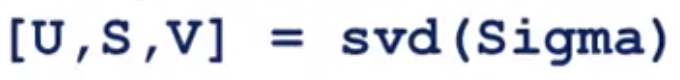 [U,S,V] = svd(Sigma)